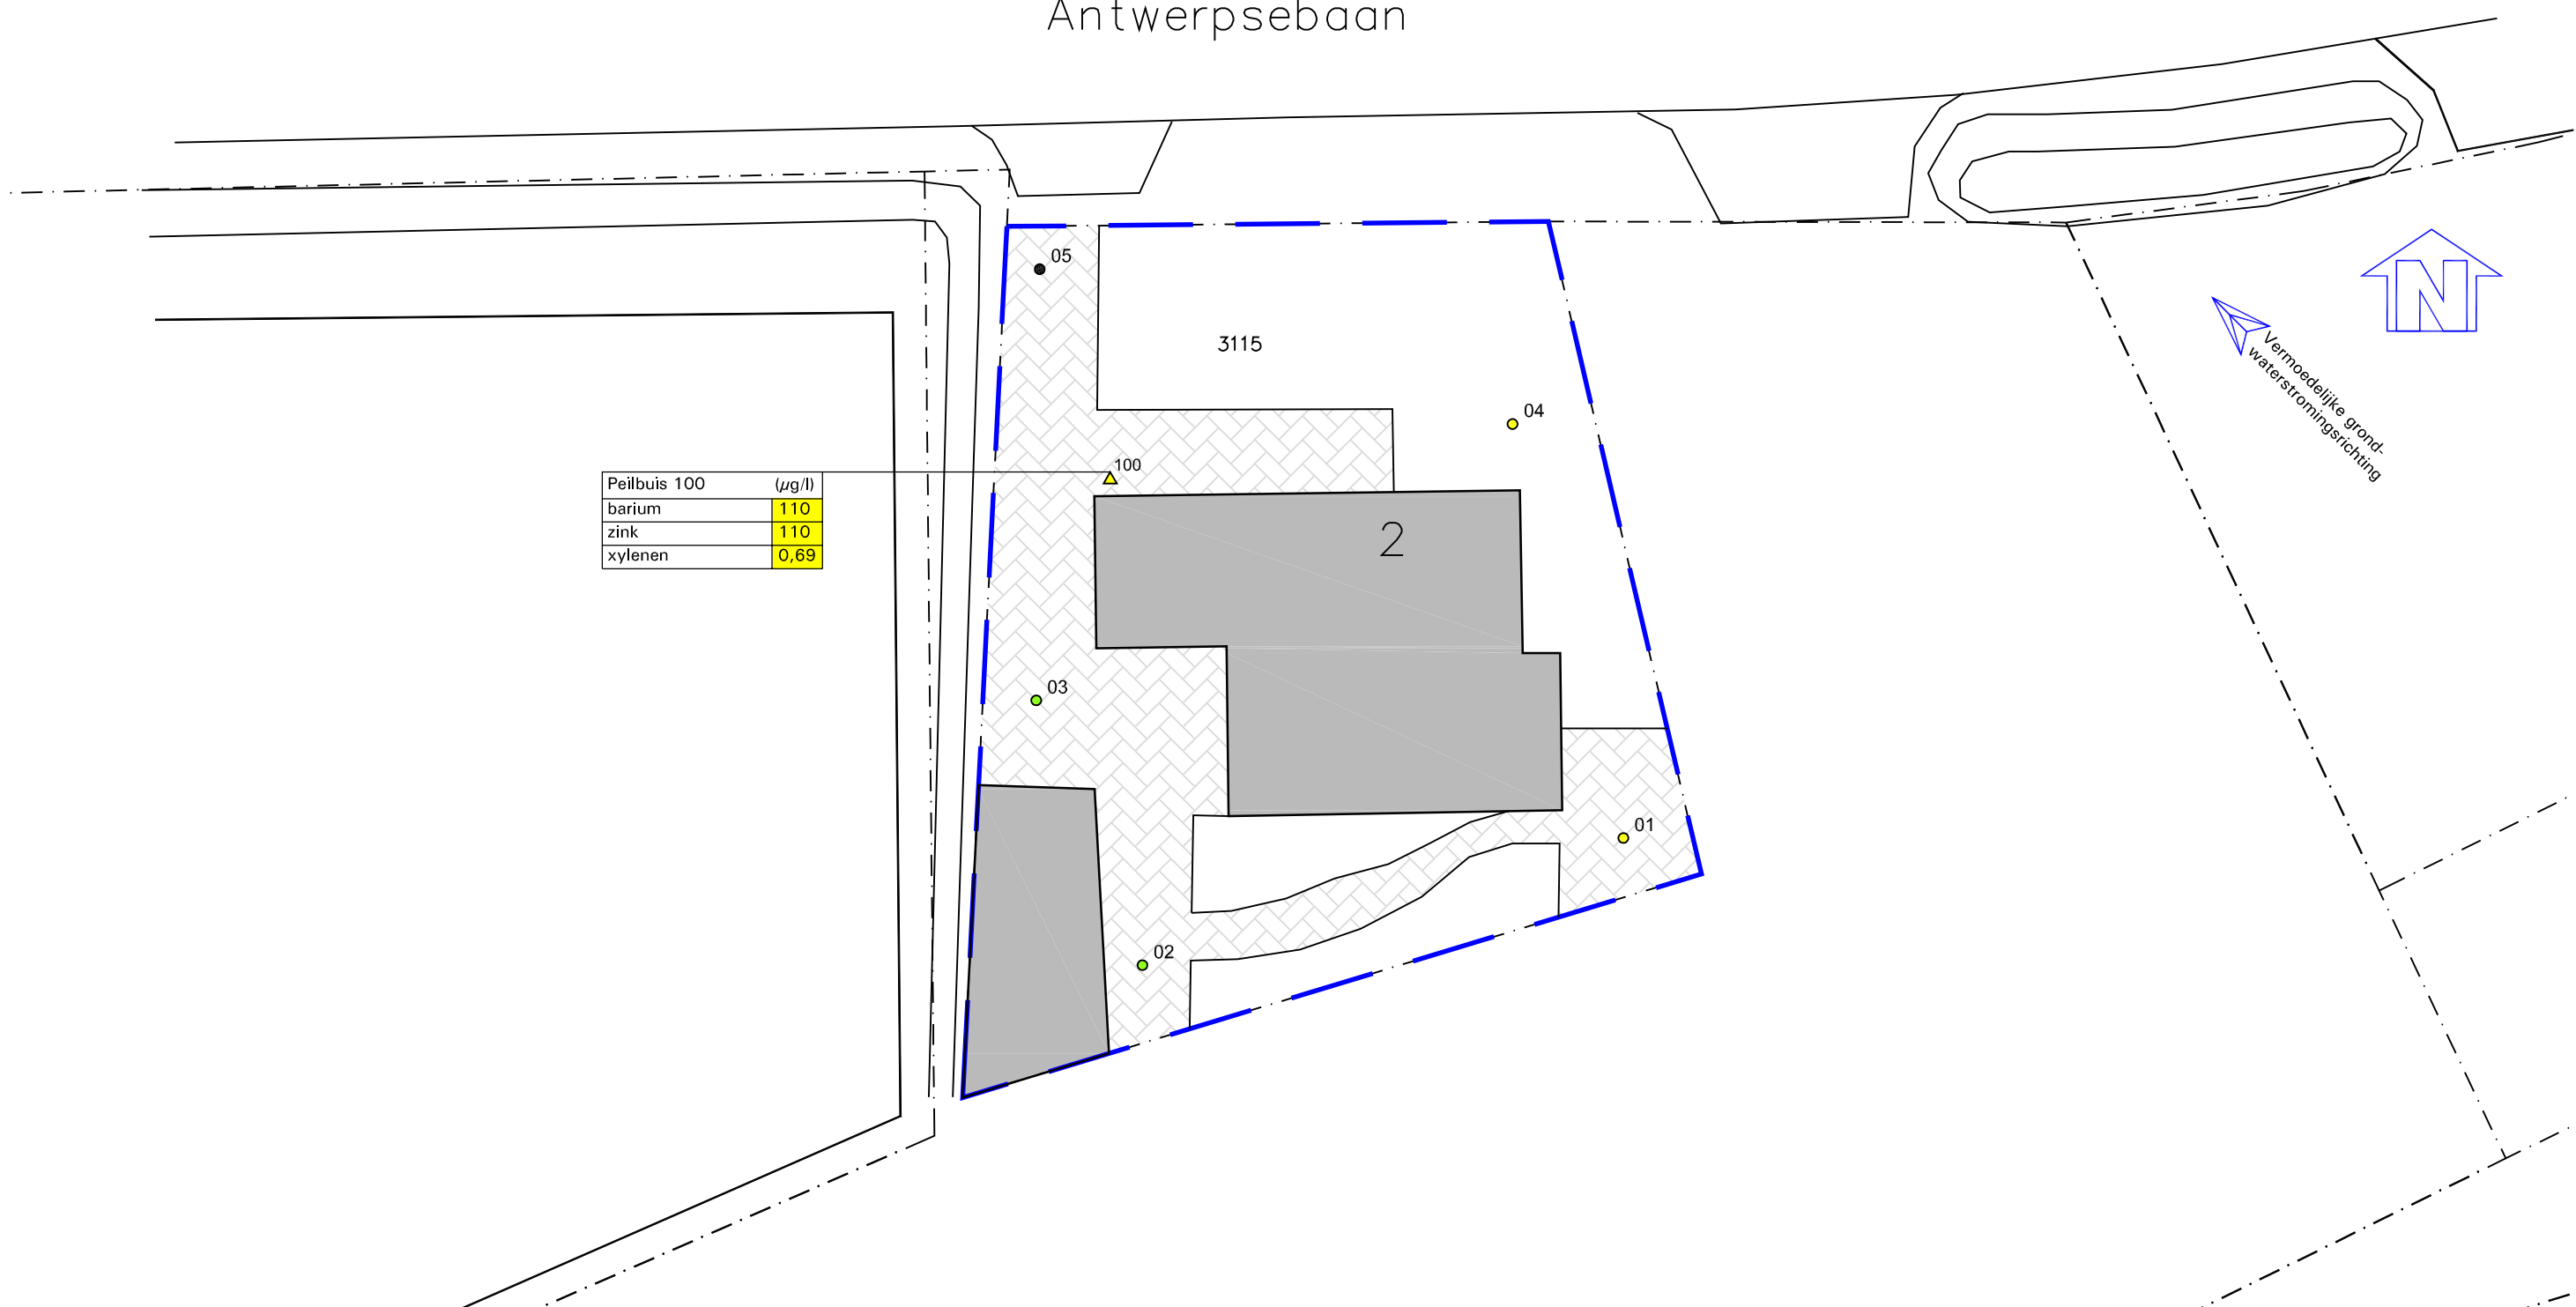 Antwerpsebaan
05
3115
N
Vermoedelijke grond-
waterstromingsrichting
04
100
Peilbuis 100 (µg/l)
barium 110
zink 110
xylenen 0,69
2
03
01
02